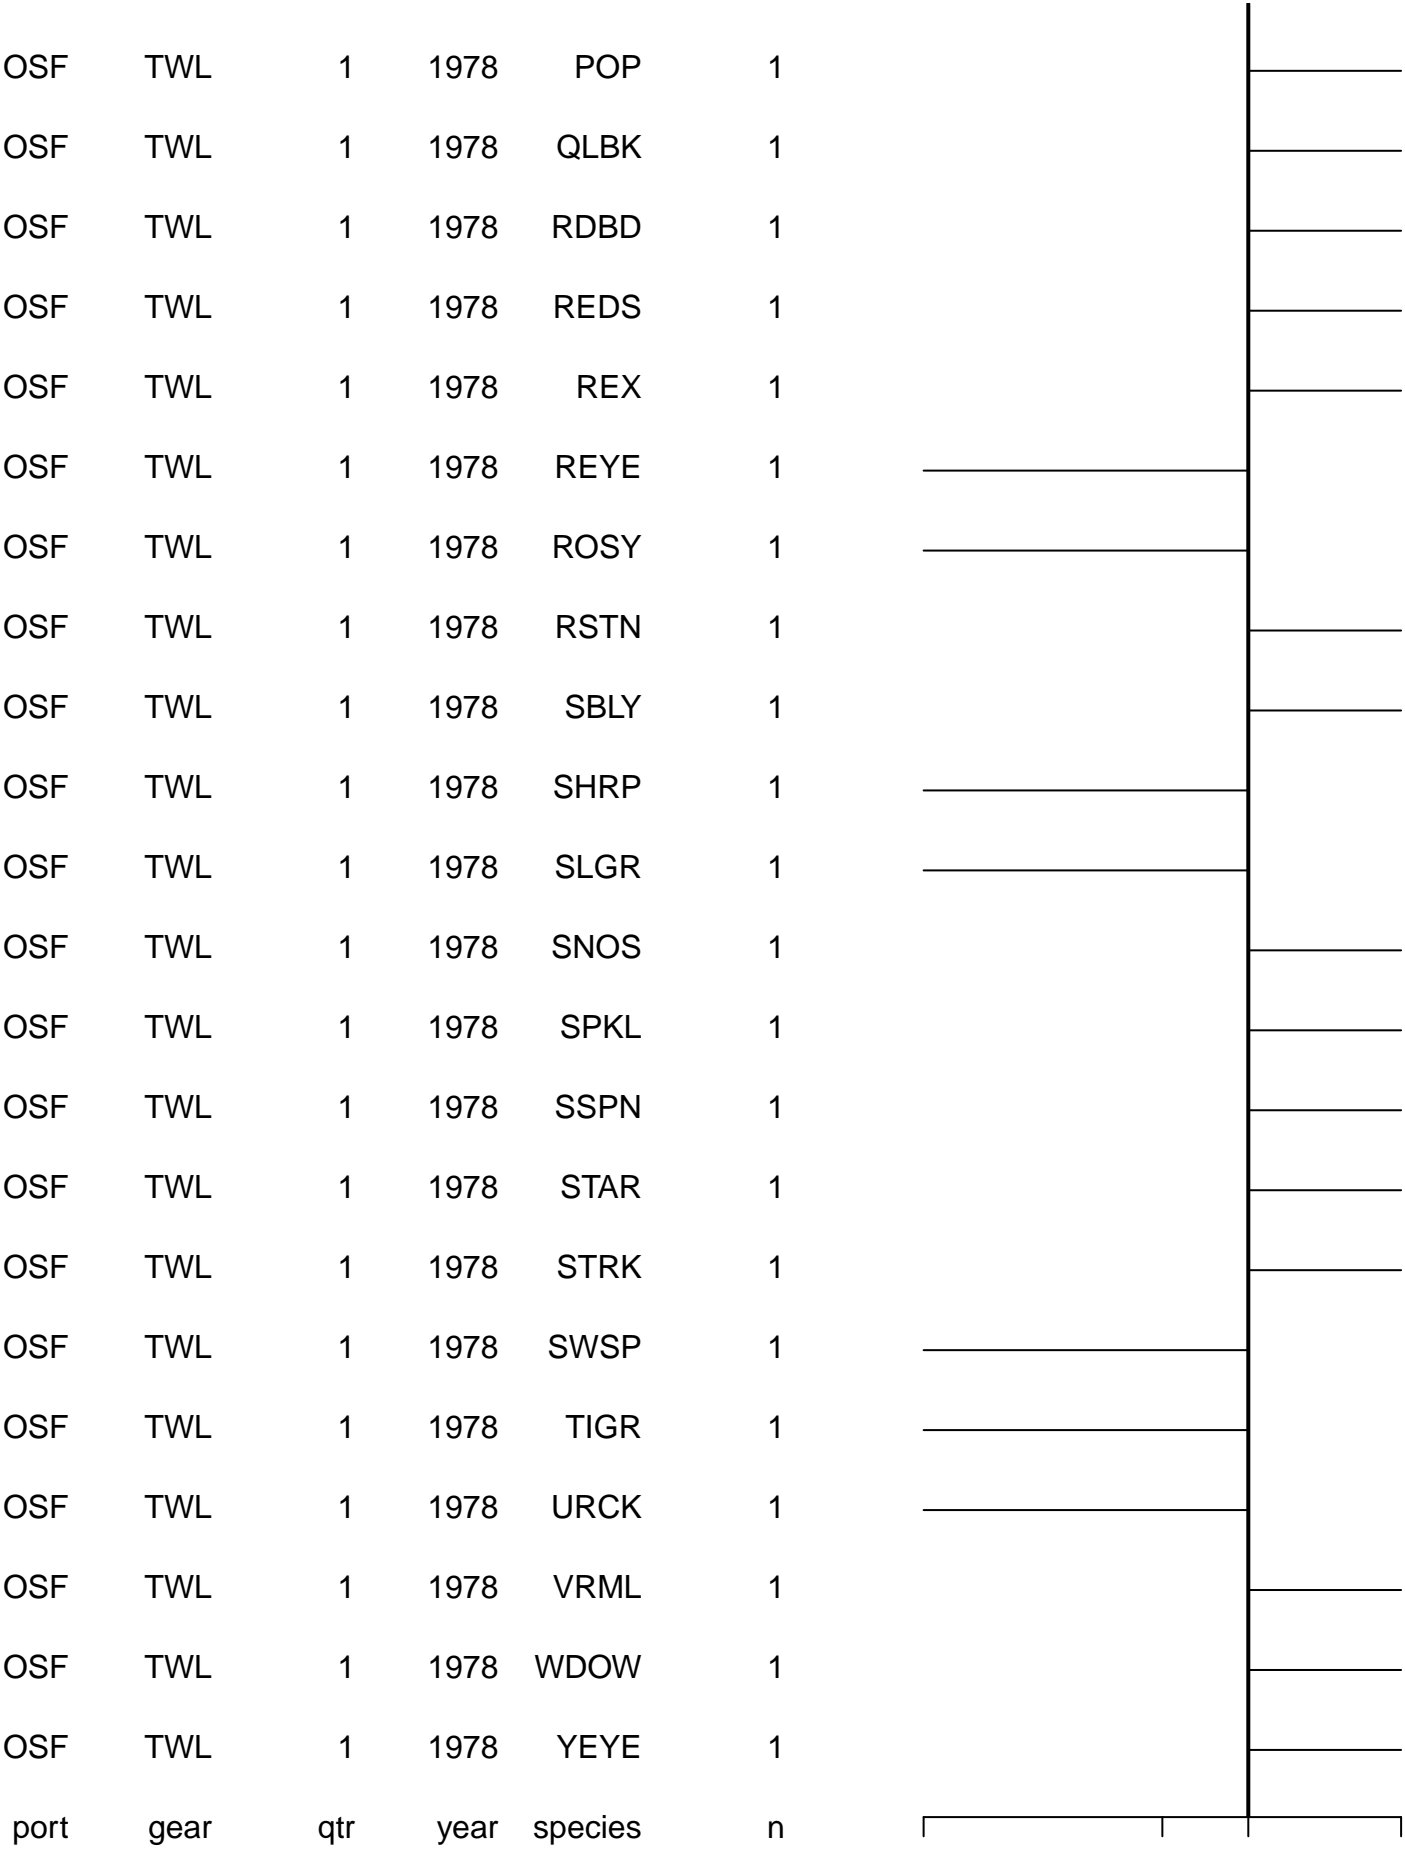 OSF TWL 1 1978 POP 1
OSF TWL 1 1978 QLBK 1
OSF TWL 1 1978 RDBD 1
OSF TWL 1 1978 REDS 1
OSF TWL 1 1978 REX 1
OSF TWL 1 1978 REYE 1
OSF TWL 1 1978 ROSY 1
OSF TWL 1 1978 RSTN 1
OSF TWL 1 1978 SBLY 1
OSF TWL 1 1978 SHRP 1
OSF TWL 1 1978 SLGR 1
OSF TWL 1 1978 SNOS 1
OSF TWL 1 1978 SPKL 1
OSF TWL 1 1978 SSPN 1
OSF TWL 1 1978 STAR 1
OSF TWL 1 1978 STRK 1
OSF TWL 1 1978 SWSP 1
OSF TWL 1 1978 TIGR 1
OSF TWL 1 1978 URCK 1
OSF TWL 1 1978 VRML 1
OSF TWL 1 1978 WDOW 1
OSF TWL 1 1978 YEYE 1
port gear qtr year species n